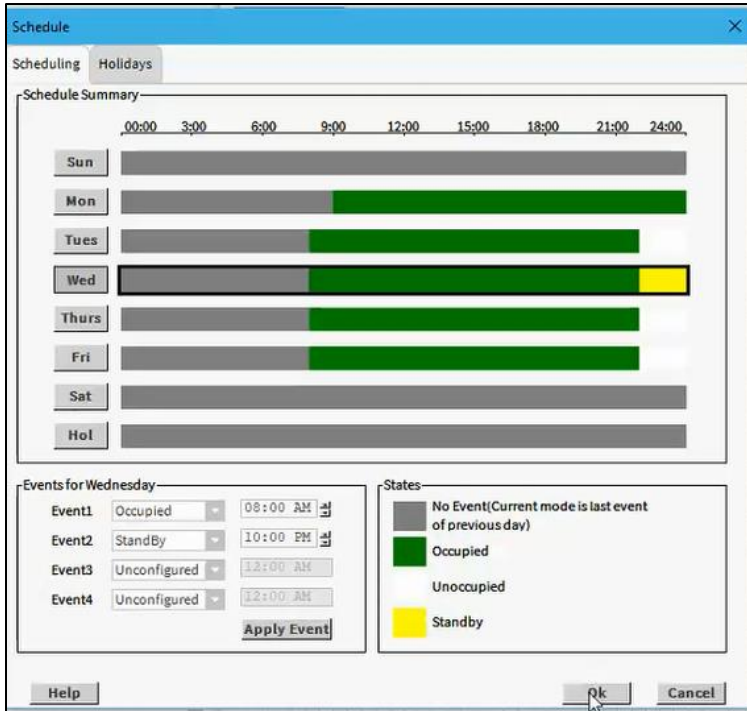 Schedule
Scheduling Holidays
Schedule Summary
00:00 3:00 6:00 9:00 12:00 15:00 18:00 21:00 24:00
Sun
Mon
Tues
Wed
Thurs
Fri
Sat
Hol
Events for Wednesday
Event1 Occupied 08:00 AM
Event2 StandBy 10:00 PM
Event3 Unconfigured 12:00 AM
Event4 Unconfigured 12:00 AM
Apply Event
States
No Event(Current mode is last event
of previous day)
Occupied
Unoccupied
Standby
Help Ok Cancel